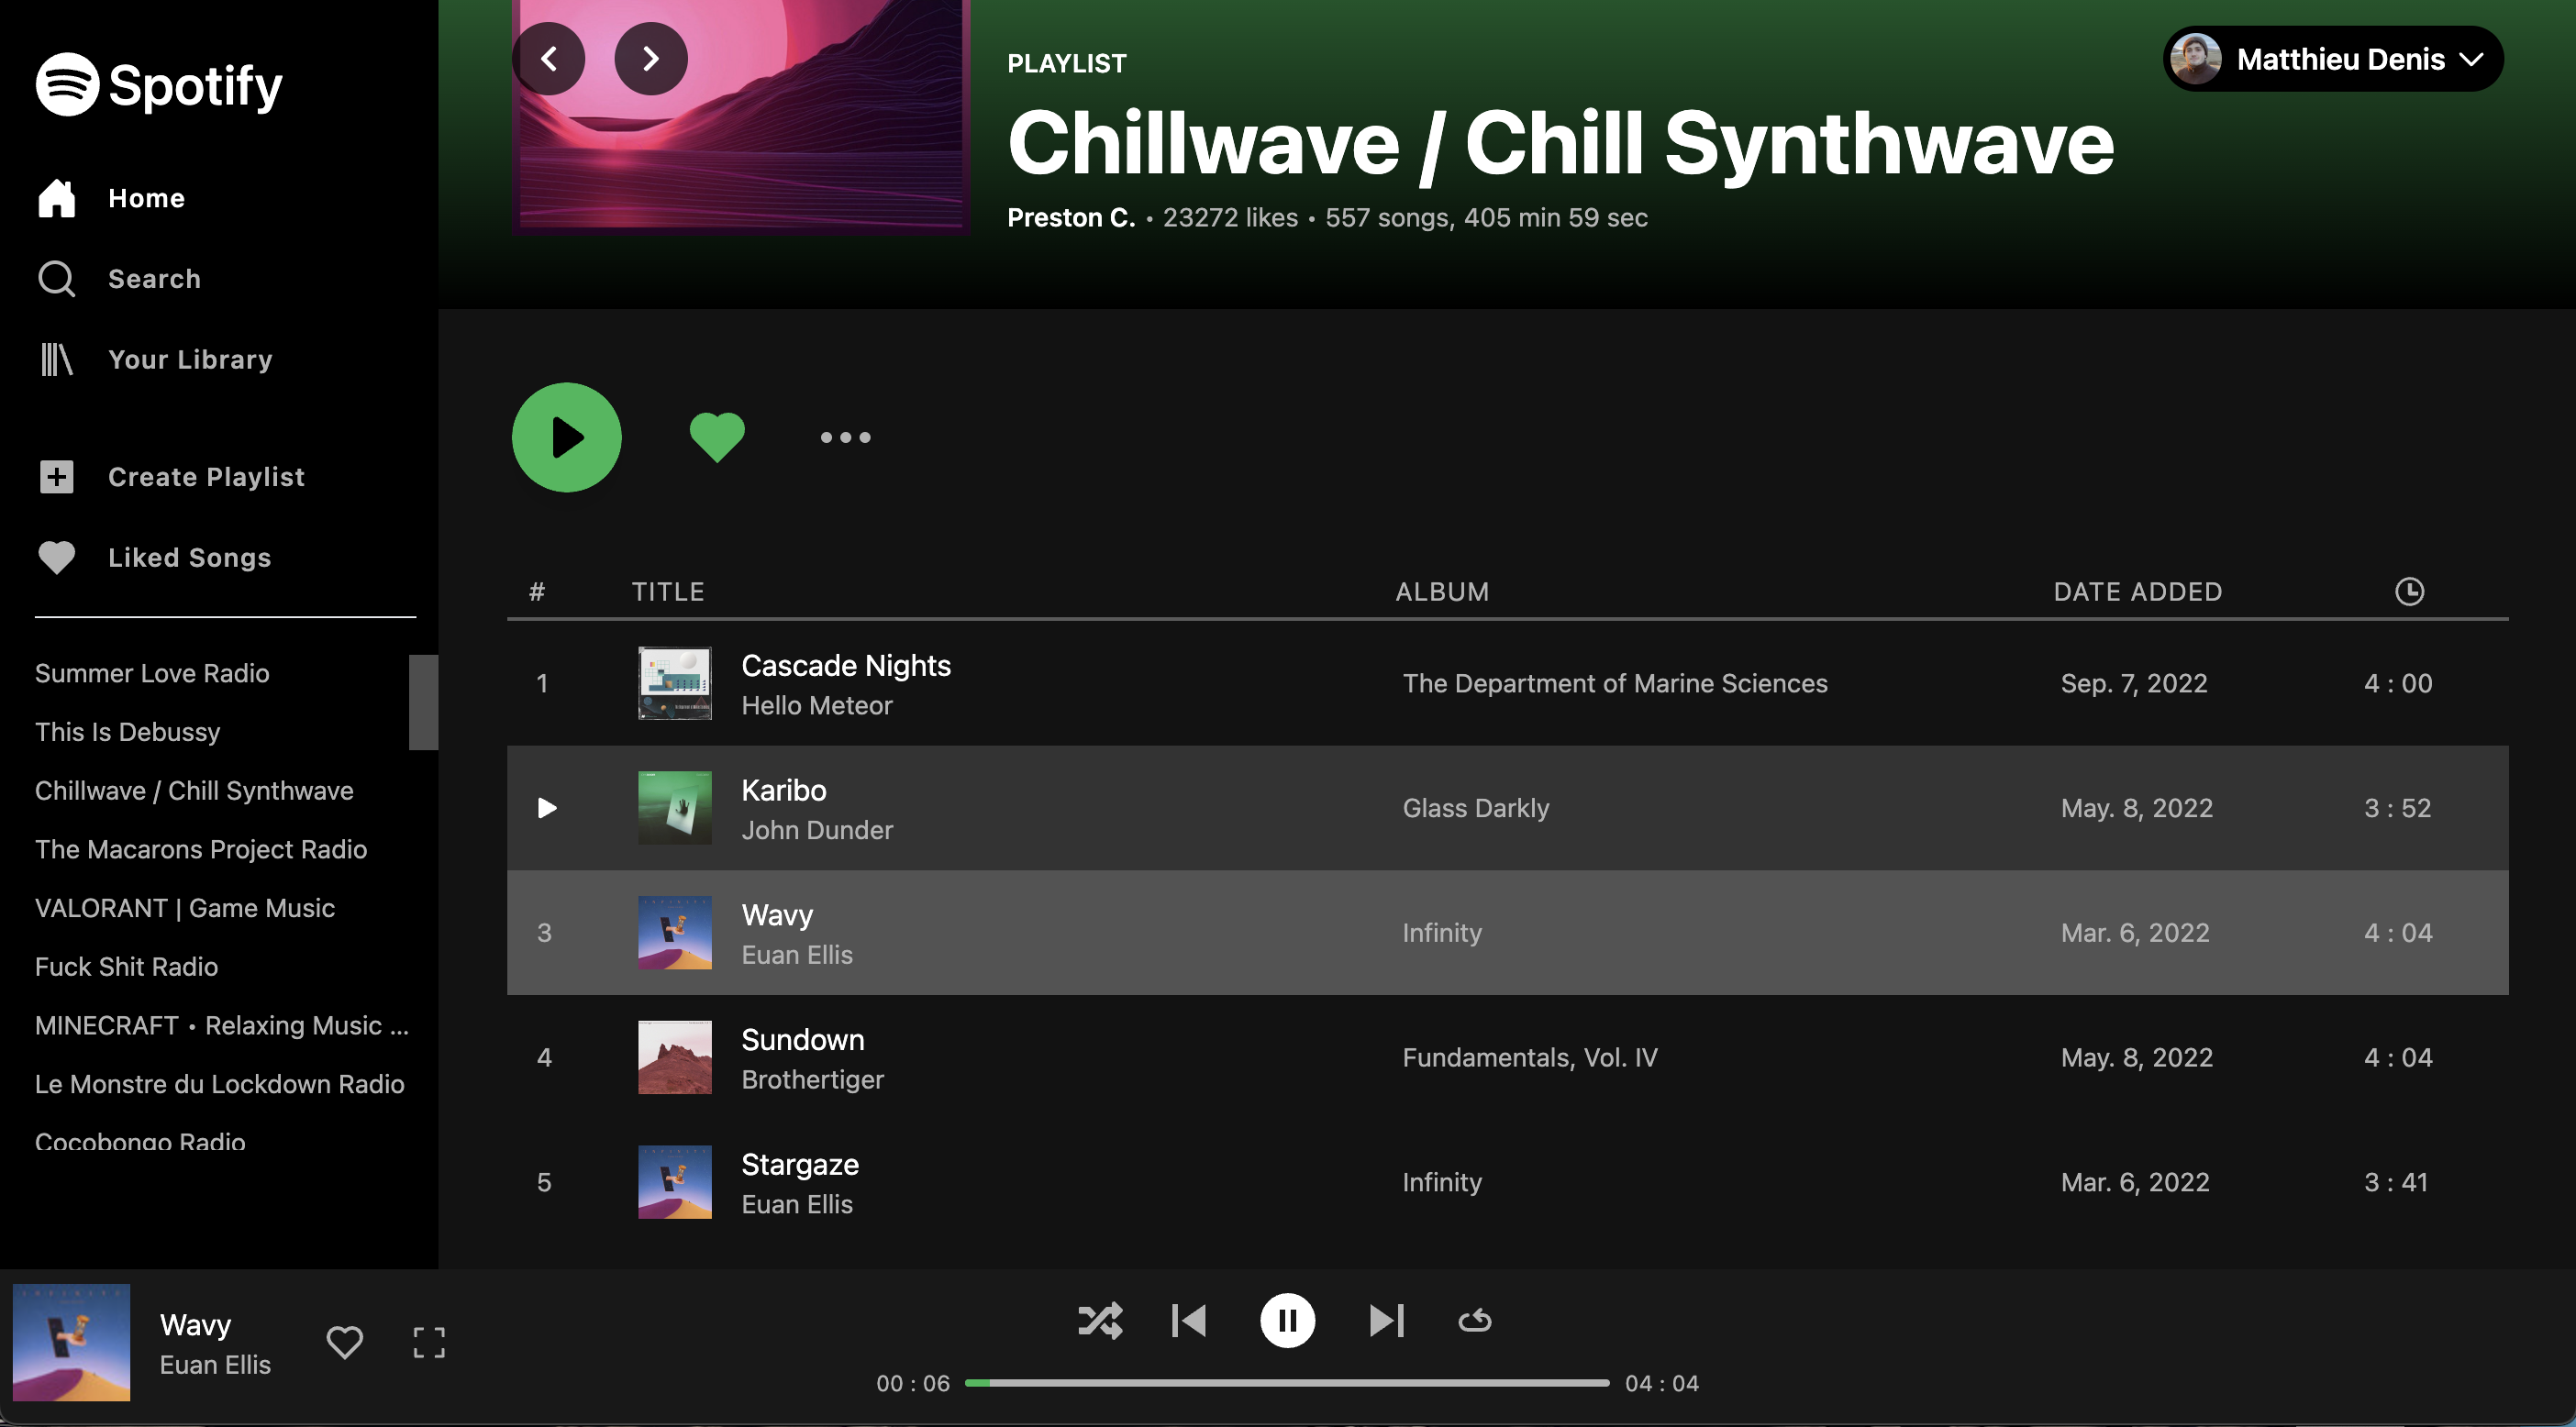 Spotify
Home
Search
Your Library
Create Playlist
Liked Songs
Summer Love Radio
This Is Debussy
Chillwave / Chill Synthwave
The Macarons Project Radio
VALORANT | Game Music
Fuck Shit Radio
MINECRAFT • Relaxing Music ...
Le Monstre du Lockdown Radio
Cocobongo Radio
PLAYLIST
Chillwave / Chill Synthwave
Preston C. • 23272 likes • 557 songs, 405 min 59 sec
Matthieu Denis
# TITLE ALBUM DATE ADDED
1 Cascade Nights The Department of Marine Sciences Sep. 7, 2022 4 : 00
Hello Meteor
Karibo Glass Darkly May. 8, 2022 3 : 52
John Dunder
3 Wavy Infinity Mar. 6, 2022 4 : 04
Euan Ellis
4 Sundown Fundamentals, Vol. IV May. 8, 2022 4 : 04
Brothertiger
5 Stargaze Infinity Mar. 6, 2022 3 : 41
Euan Ellis
Wavy
Euan Ellis
00 : 06 04 : 04